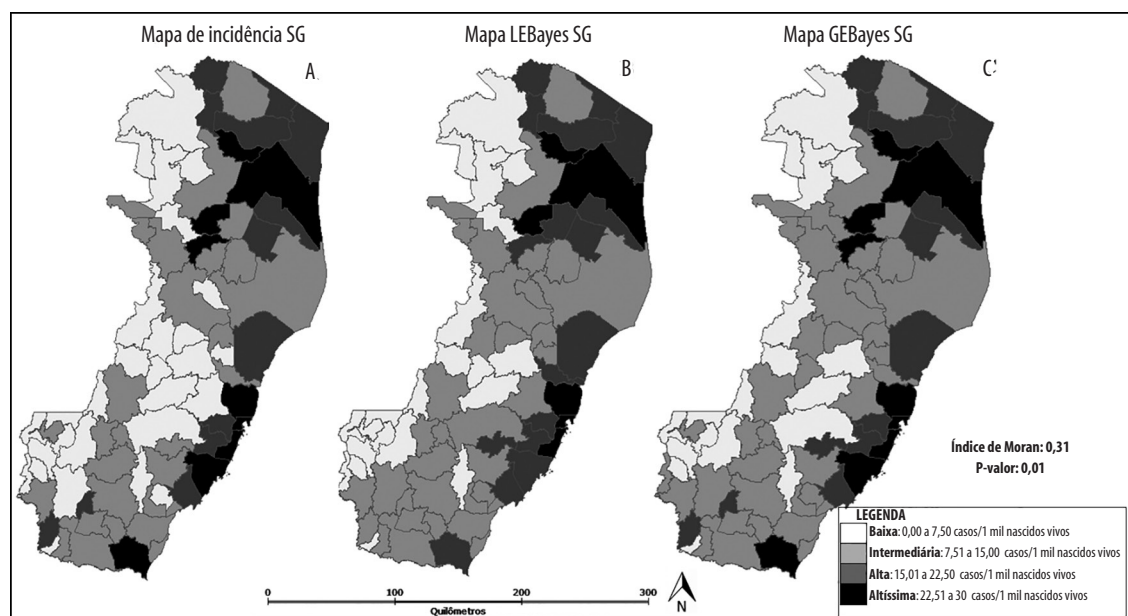 Mapa de incidência SG
Mapa LEBayes SG
Mapa GEBayes SG
A
B
C
Índice de Moran: 0,31
P-valor: 0,01
LEGENDA
Baixa: 0,00 a 7,50 casos/1 mil nascidos vivos
Intermediária: 7,51 a 15,00 casos/1 mil nascidos vivos
Alta: 15,01 a 22,50 casos/1 mil nascidos vivos
Altíssima: 22,51 a 30 casos/1 mil nascidos vivos
0 100 200 300
Quilômetros
N